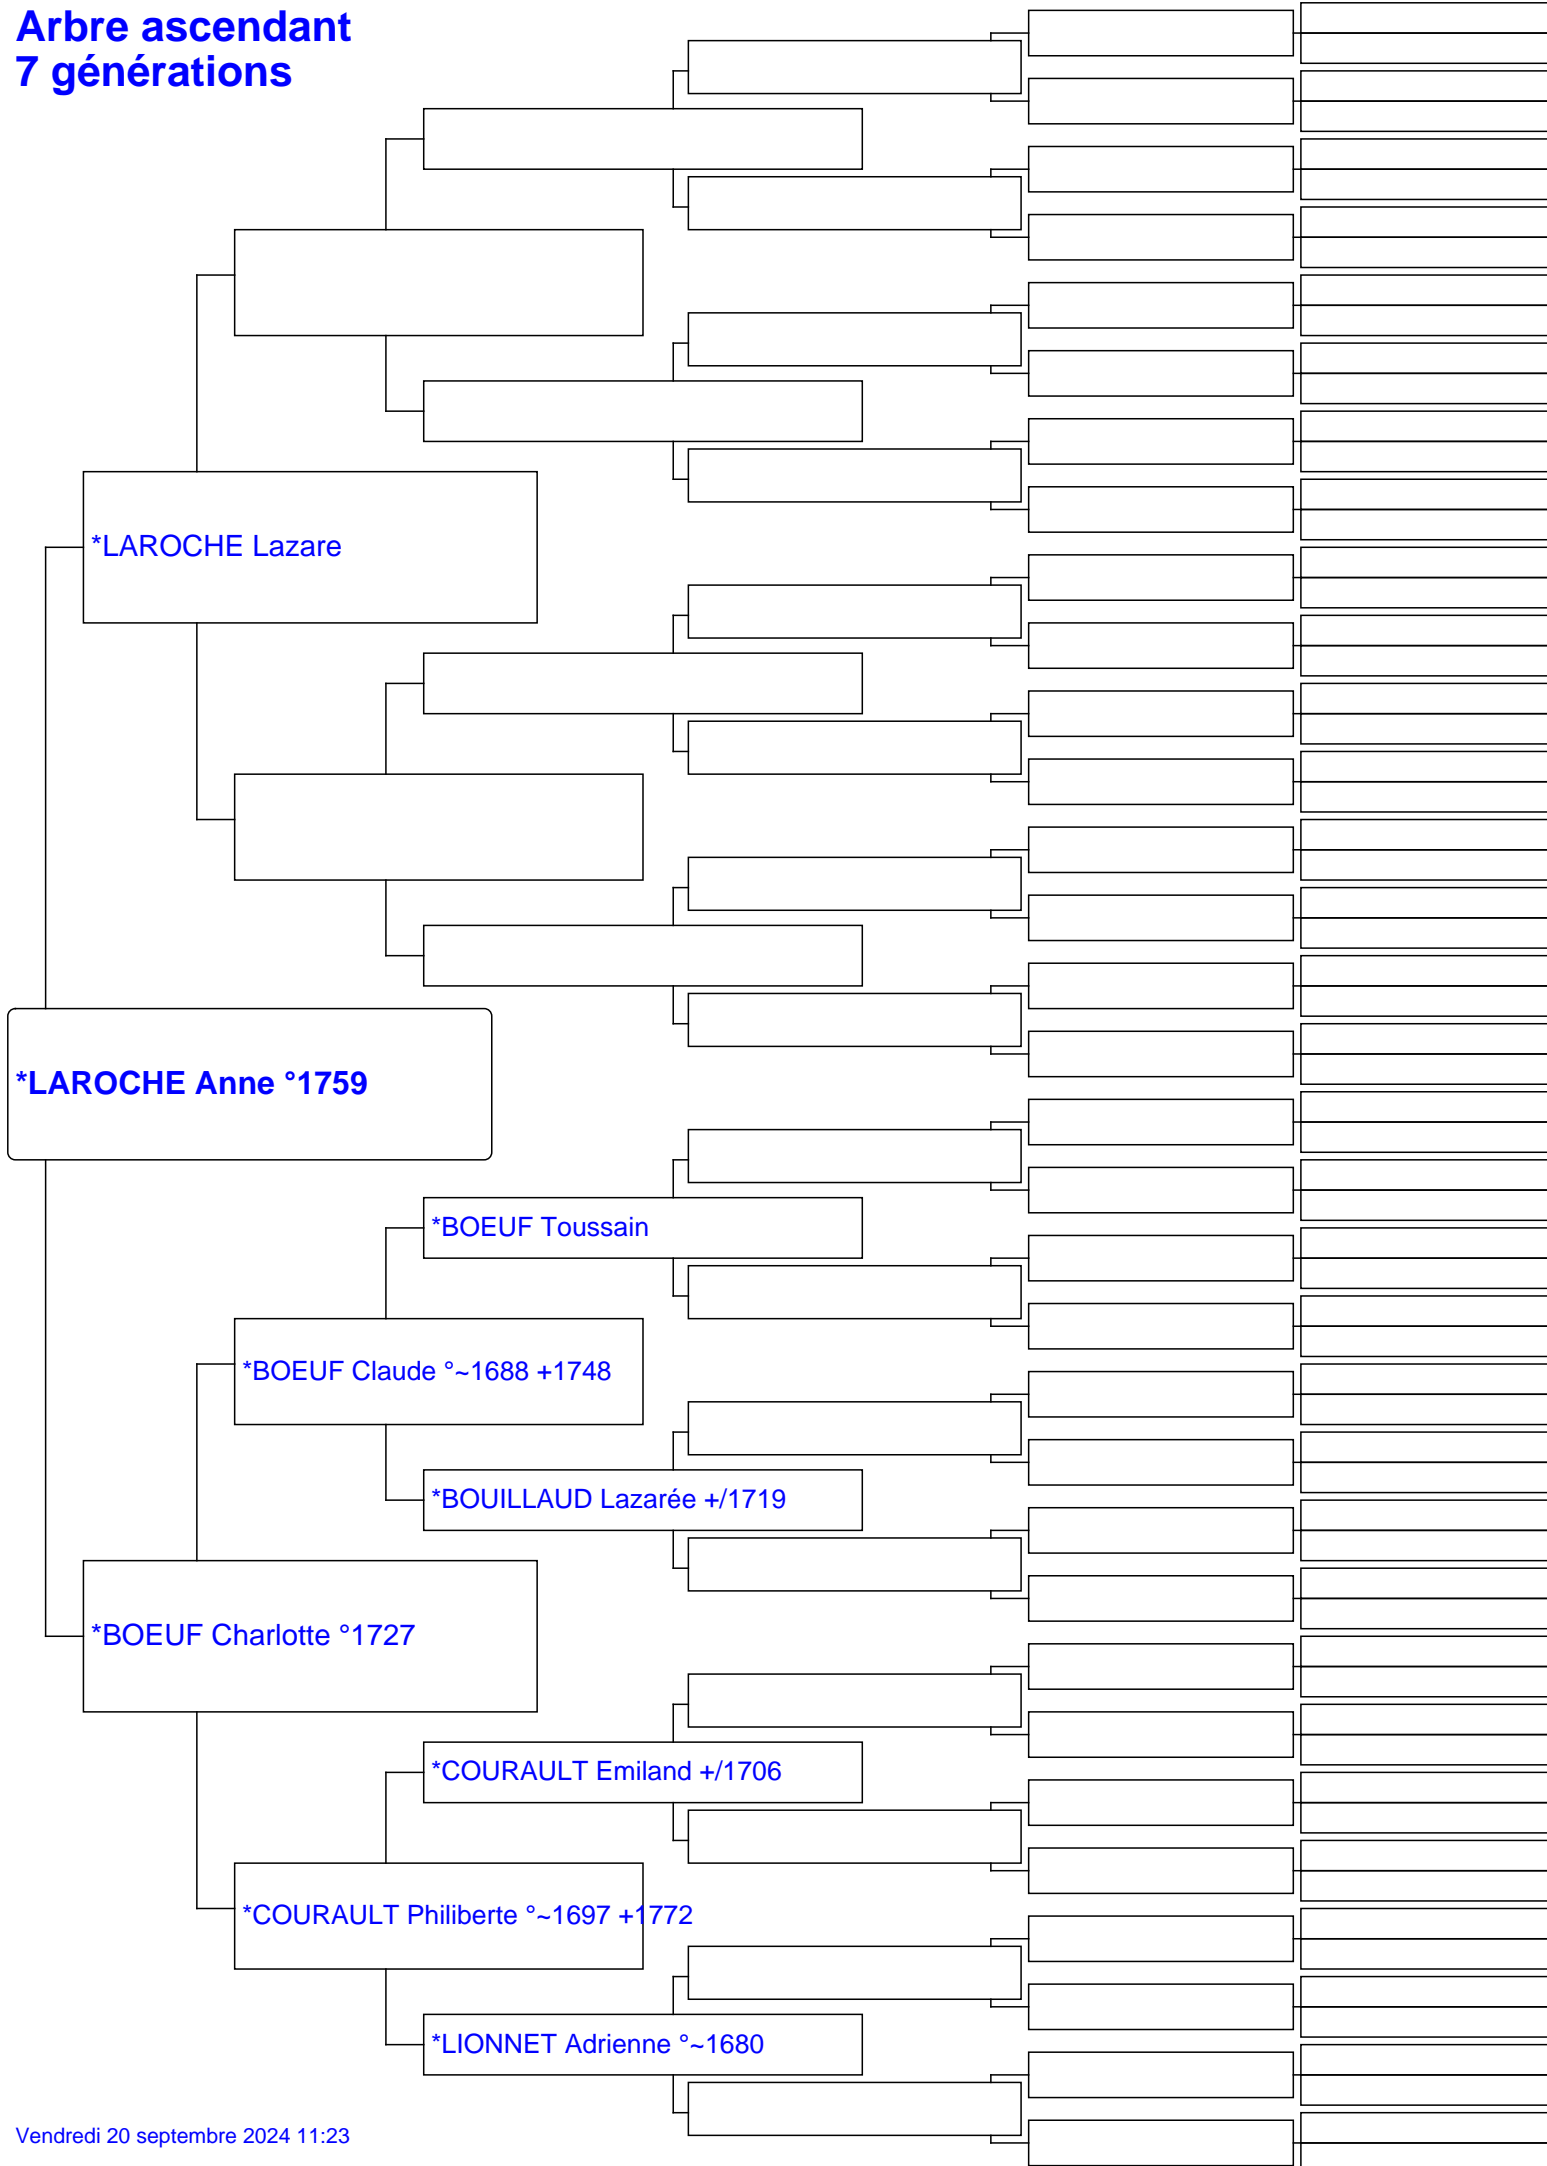 Arbre ascendant
7 générations
*LAROCHE Lazare
*LAROCHE Anne °1759
*BOEUF Toussain
*BOEUF Claude °~1688 +1748
*BOUILLAUD Lazarée +/1719
*BOEUF Charlotte °1727
*COURAULT Emiland +/1706
*COURAULT Philiberte °~1697 +1772
*LIONNET Adrienne °~1680
Vendredi 20 septembre 2024 11:23